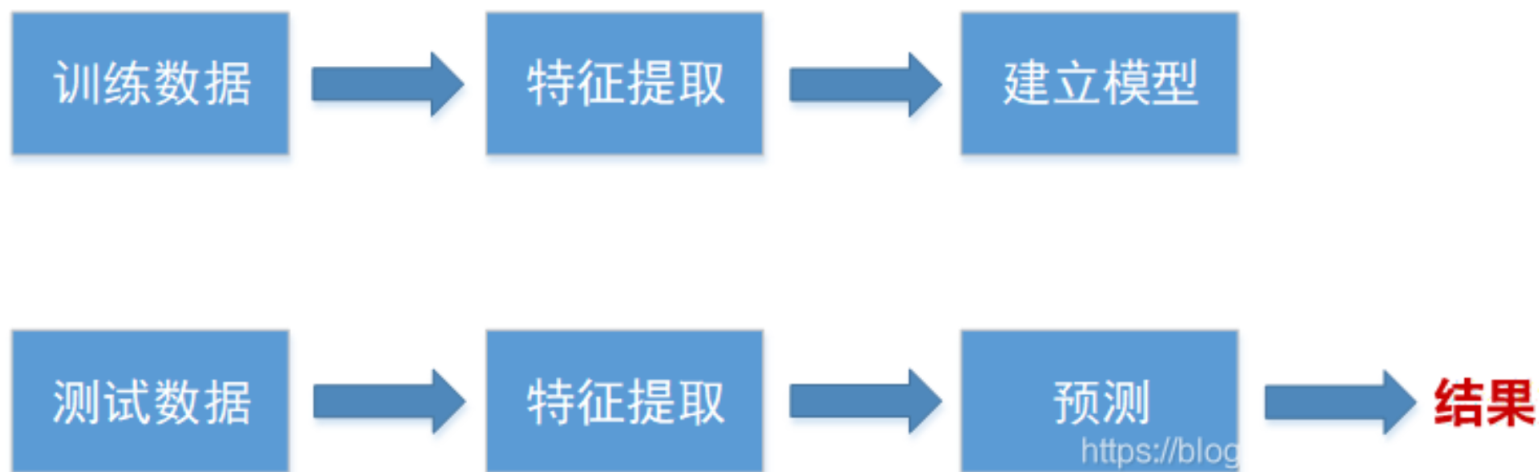 训练数据
特征提取
建立模型
测试数据
特征提取
预测
结果
https://blog